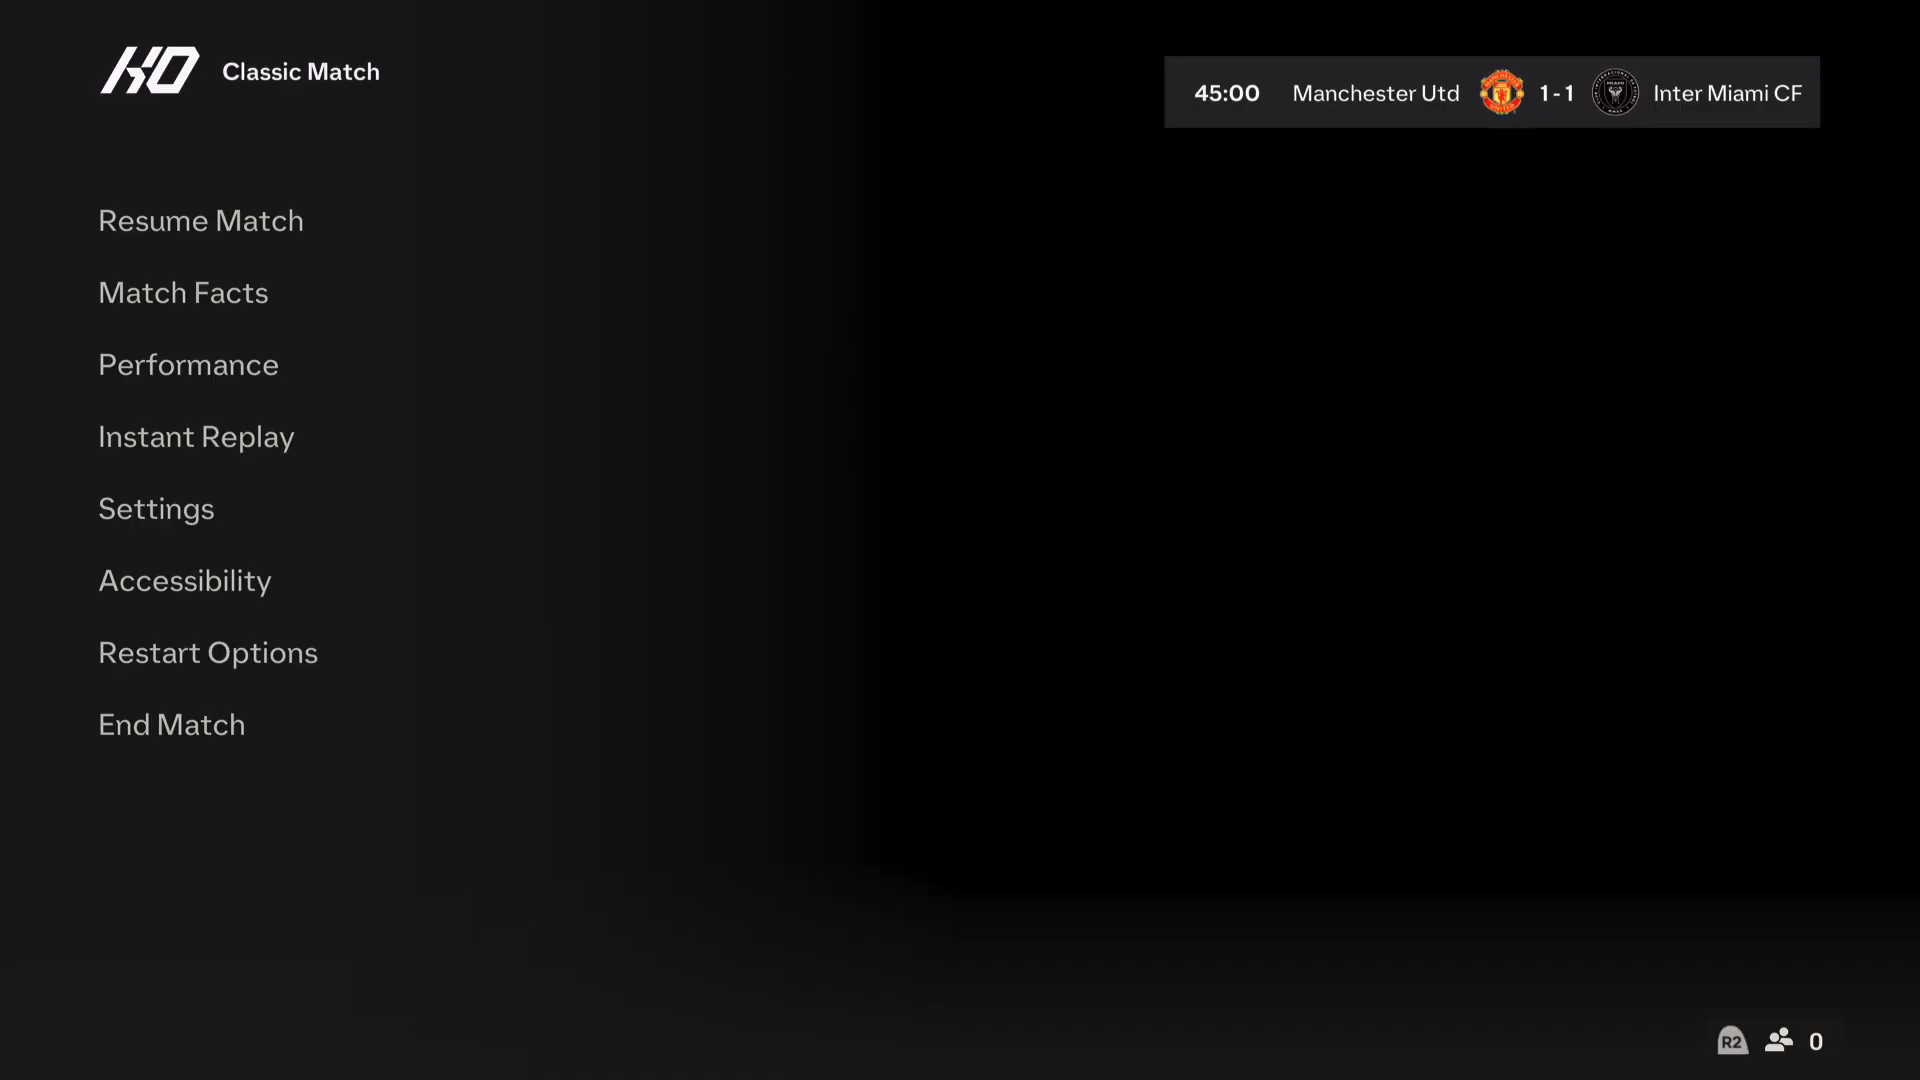 KO Classic Match
45:00 Manchester Utd 1 - 1 Inter Miami CF
Resume Match
Match Facts
Performance
Instant Replay
Settings
Accessibility
Restart Options
End Match
R2 0